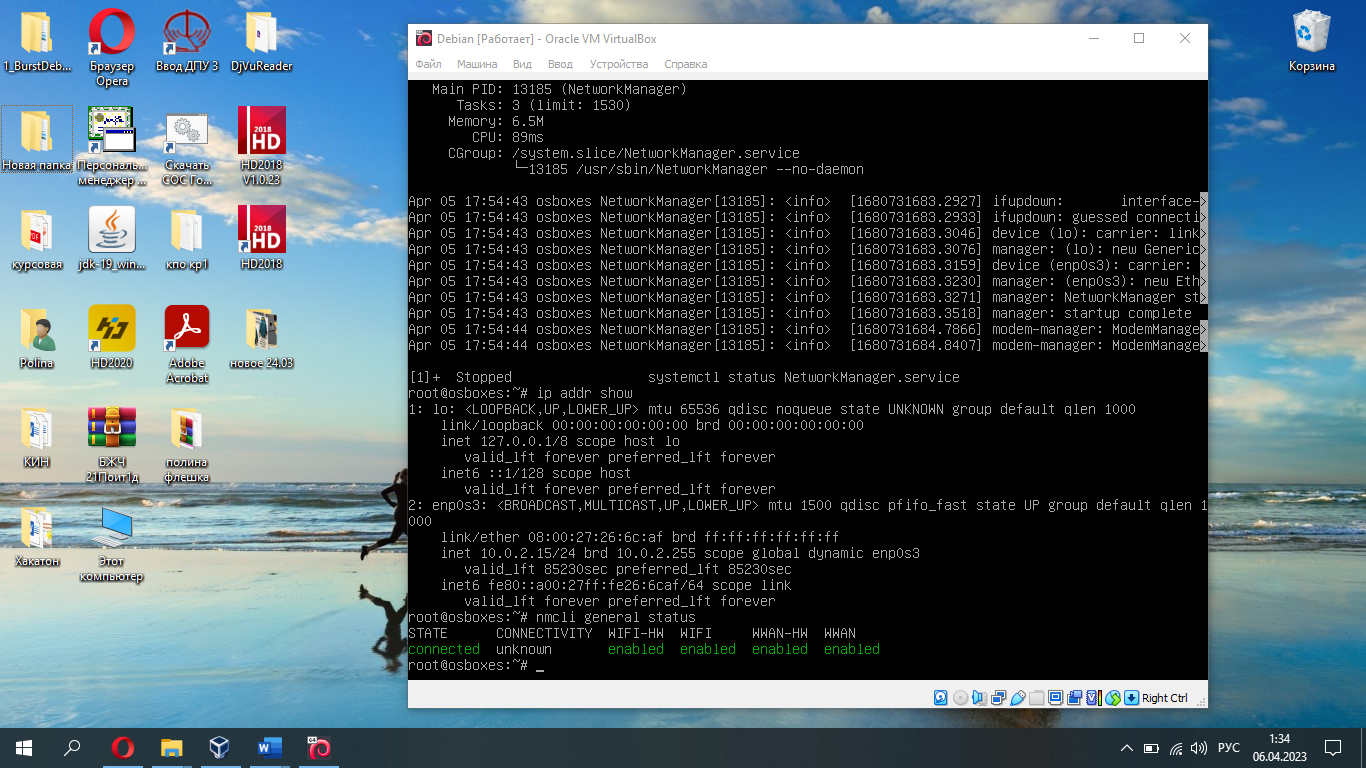 1_BurstDeb...
Браузер Opera
Ввод ДПУ 3
DjVuReader
Корзина
Новая папка
Персональ... менеджер ...
Скачать СОС Го...
2018
HD
HD2018 V1.0.23
курсовая
jdk-19_win...
кпо кр1
2018
HD
HD2018
Polina
HD2020
Adobe Acrobat
новое 24.03
КИН
БЖЧ 21Поит1д
полина флешка
Хакатон
Этот компьютер
Debian [Работает] - Oracle VM VirtualBox
Файл Машина Вид Ввод Устройства Справка
Main PID: 13185 (NetworkManager)
Tasks: 3 (limit: 1530)
Memory: 6.5M
CPU: 89ms
CGroup: /system.slice/NetworkManager.service
└─13185 /usr/sbin/NetworkManager --no-daemon
Apr 05 17:54:43 osboxes NetworkManager[13185]: <info>  [1680731683.2927] ifupdown:       interface->
Apr 05 17:54:43 osboxes NetworkManager[13185]: <info>  [1680731683.2933] ifupdown: guessed connecti>
Apr 05 17:54:43 osboxes NetworkManager[13185]: <info>  [1680731683.3046] device (lo): carrier: link>
Apr 05 17:54:43 osboxes NetworkManager[13185]: <info>  [1680731683.3076] manager: (lo): new Generic>
Apr 05 17:54:43 osboxes NetworkManager[13185]: <info>  [1680731683.3159] device (enp0s3): carrier: >
Apr 05 17:54:43 osboxes NetworkManager[13185]: <info>  [1680731683.3230] manager: (enp0s3): new Eth>
Apr 05 17:54:43 osboxes NetworkManager[13185]: <info>  [1680731683.3271] manager: NetworkManager st>
Apr 05 17:54:43 osboxes NetworkManager[13185]: <info>  [1680731683.3518] manager: startup complete
Apr 05 17:54:44 osboxes NetworkManager[13185]: <info>  [1680731684.7866] modem-manager: ModemManage>
Apr 05 17:54:44 osboxes NetworkManager[13185]: <info>  [1680731684.8407] modem-manager: ModemManage>
[1]+  Stopped                 systemctl status NetworkManager.service
root@osboxes:~# ip addr show
1: lo: <LOOPBACK,UP,LOWER_UP> mtu 65536 qdisc noqueue state UNKNOWN group default qlen 1000
link/loopback 00:00:00:00:00:00 brd 00:00:00:00:00:00
inet 127.0.0.1/8 scope host lo
valid_lft forever preferred_lft forever
inet6 ::1/128 scope host
valid_lft forever preferred_lft forever
2: enp0s3: <BROADCAST,MULTICAST,UP,LOWER_UP> mtu 1500 qdisc pfifo_fast state UP group default qlen 1
000
link/ether 08:00:27:26:6c:af brd ff:ff:ff:ff:ff:ff
inet 10.0.2.15/24 brd 10.0.2.255 scope global dynamic enp0s3
valid_lft 85230sec preferred_lft 85230sec
inet6 fe80::a00:27ff:fe26:6caf/64 scope link
valid_lft forever preferred_lft forever
root@osboxes:~# nmcli general status
STATE      CONNECTIVITY  WIFI-HW  WIFI     WWAN-HW  WWAN
connected  unknown       enabled  enabled  enabled  enabled
root@osboxes:~# _
Right Ctrl
РУС
1:34
06.04.2023